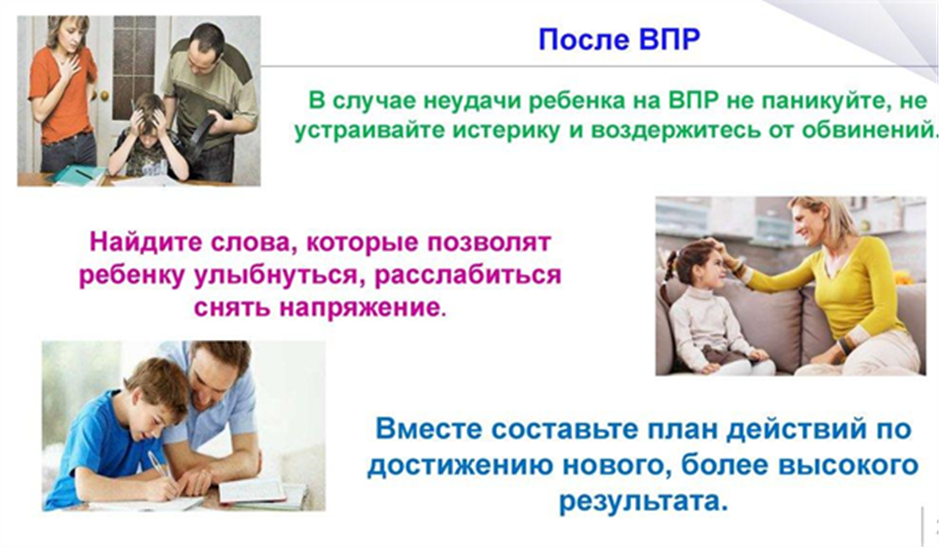 После ВПР
В случае неудачи ребенка на ВПР не паникуйте, не
устраивайте истерику и воздержитесь от обвинений.
Найдите слова, которые позволят
ребенку улыбнуться, расслабиться
снять напряжение.
Вместе составьте план действий по
достижению нового, более высокого
результата.